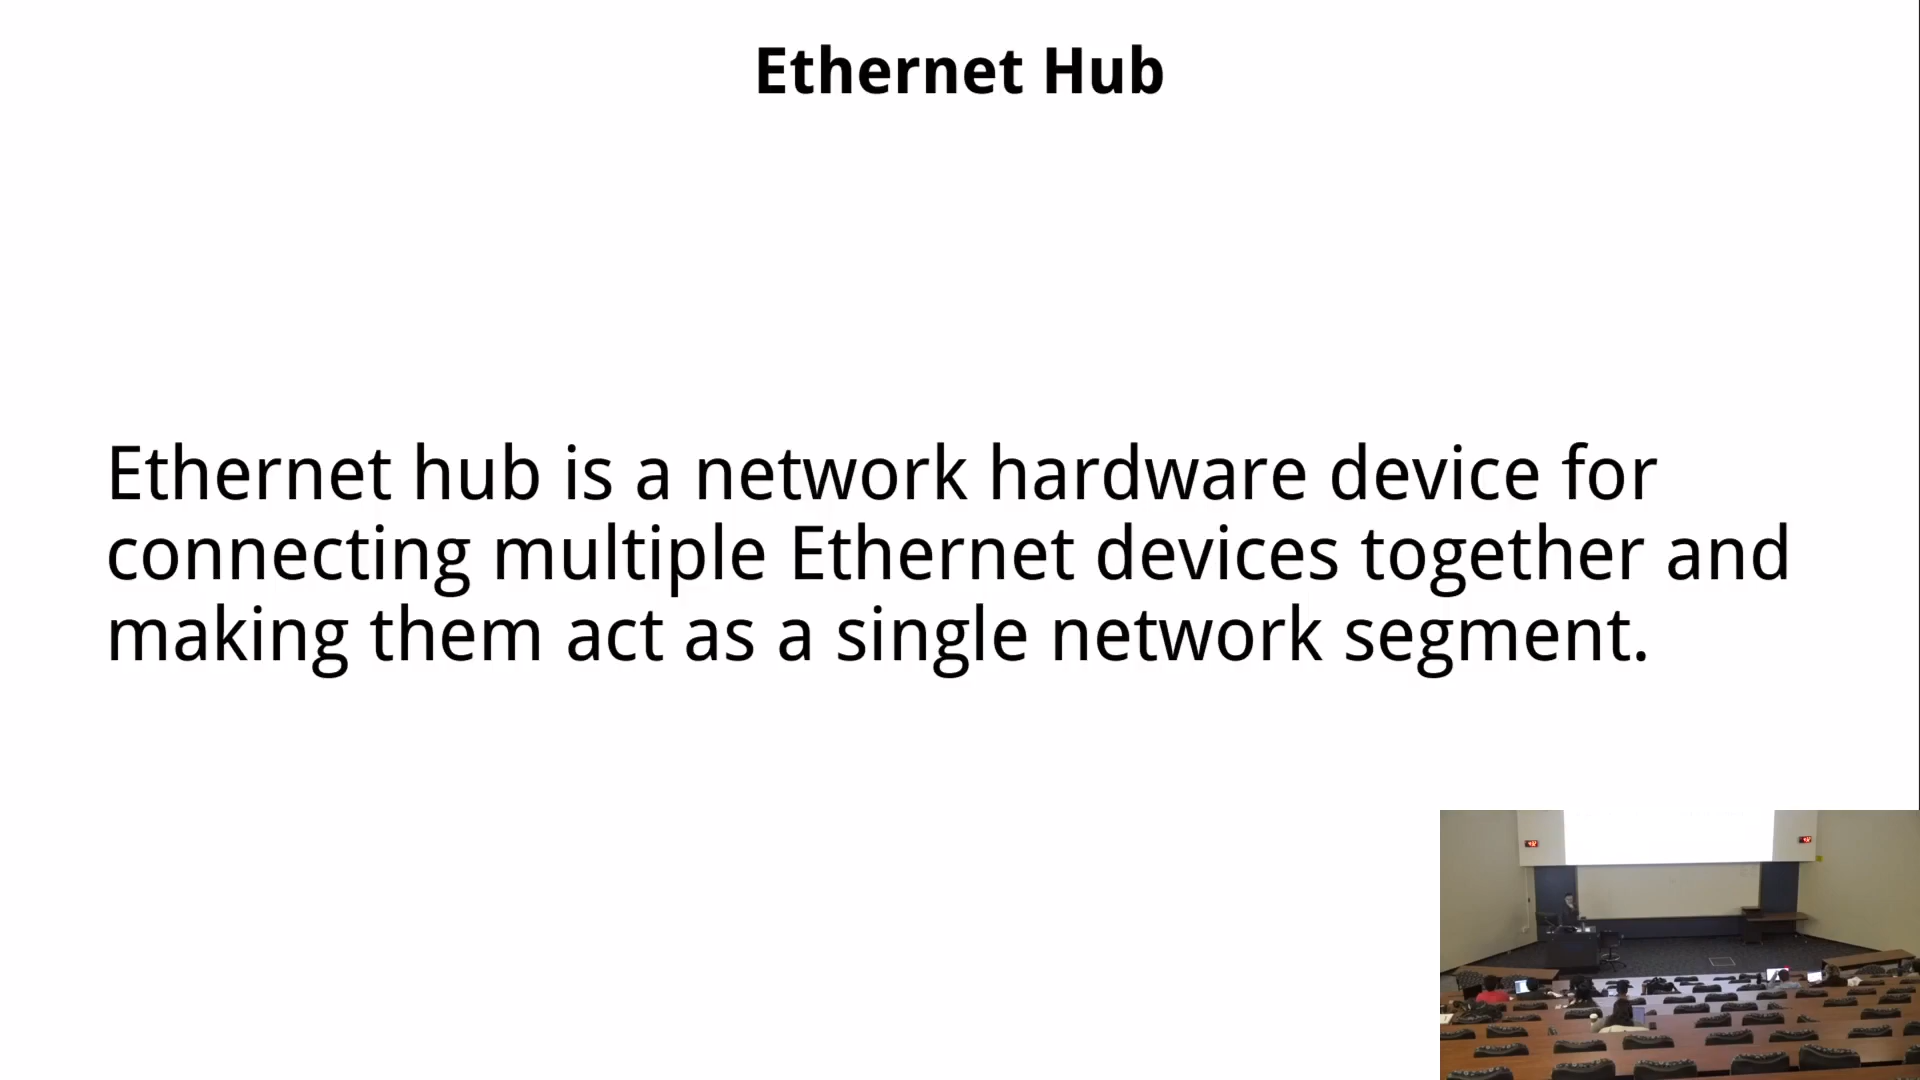 Ethernet Hub
Ethernet hub is a network hardware device for
connecting multiple Ethernet devices together and
making them act as a single network segment.